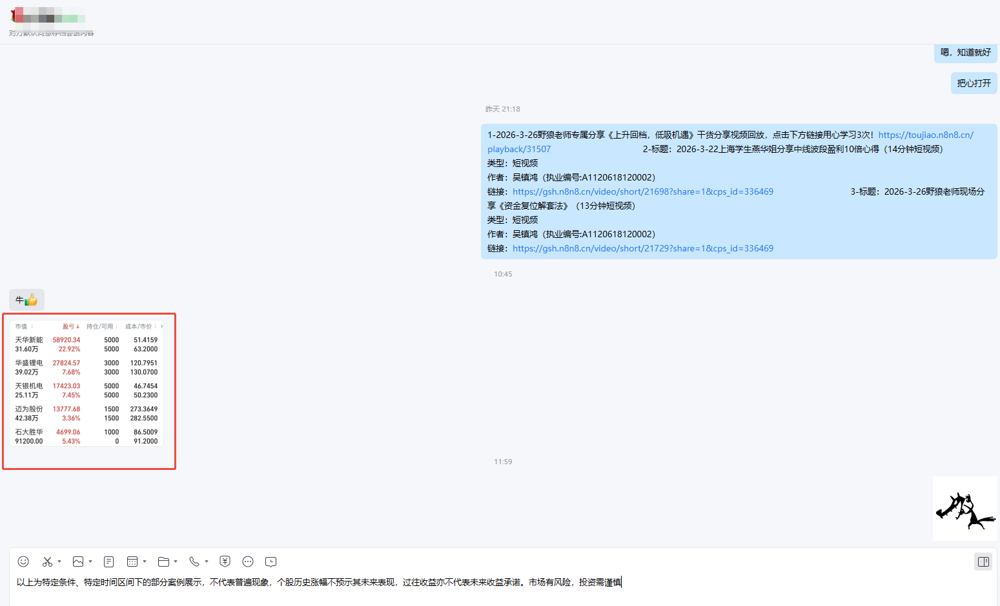 对方默认同意存档会话内容
嗯，知道就好
把心打开
昨天 21:18
1-2026-3-26野狼老师专属分享《上升回档，低吸机遇》干货分享视频回放，点击下方链接用心学习3次！https://toujiao.n8n8.cn/
playback/31507 2-标题：2026-3-22上海学生燕华姐分享中线波段盈利10倍心得（14分钟短视频）
类型：短视频
作者：吴镇鸿（执业编号:A1120618120002）
链接：https://gsh.n8n8.cn/video/short/21698?share=1&cps_id=336469 3-标题：2026-3-26野狼老师现场分
享《资金复位解套法》（13分钟短视频）
类型：短视频
作者：吴镇鸿（执业编号:A1120618120002）
链接：https://gsh.n8n8.cn/video/short/21729?share=1&cps_id=336469
10:45
牛
市值 盈亏↓ 持仓/可用 成本/市价
天华新能 58920.34 5000 51.4159
31.60万 22.92% 5000 63.2000
华盛锂电 27824.57 3000 120.7951
39.02万 7.68% 3000 130.0700
天银机电 17423.03 5000 46.7454
25.11万 7.45% 5000 50.2300
迈为股份 13777.68 1500 273.3649
42.38万 3.36% 1500 282.5500
石大胜华 4699.06 1000 86.5009
91200.00 5.43% 0 91.2000
11:59
以上为特定条件、特定时间区间下的部分案例展示，不代表普遍现象，个股历史涨幅不预示其未来表现，过往收益亦不代表未来收益承诺。市场有风险，投资需谨慎